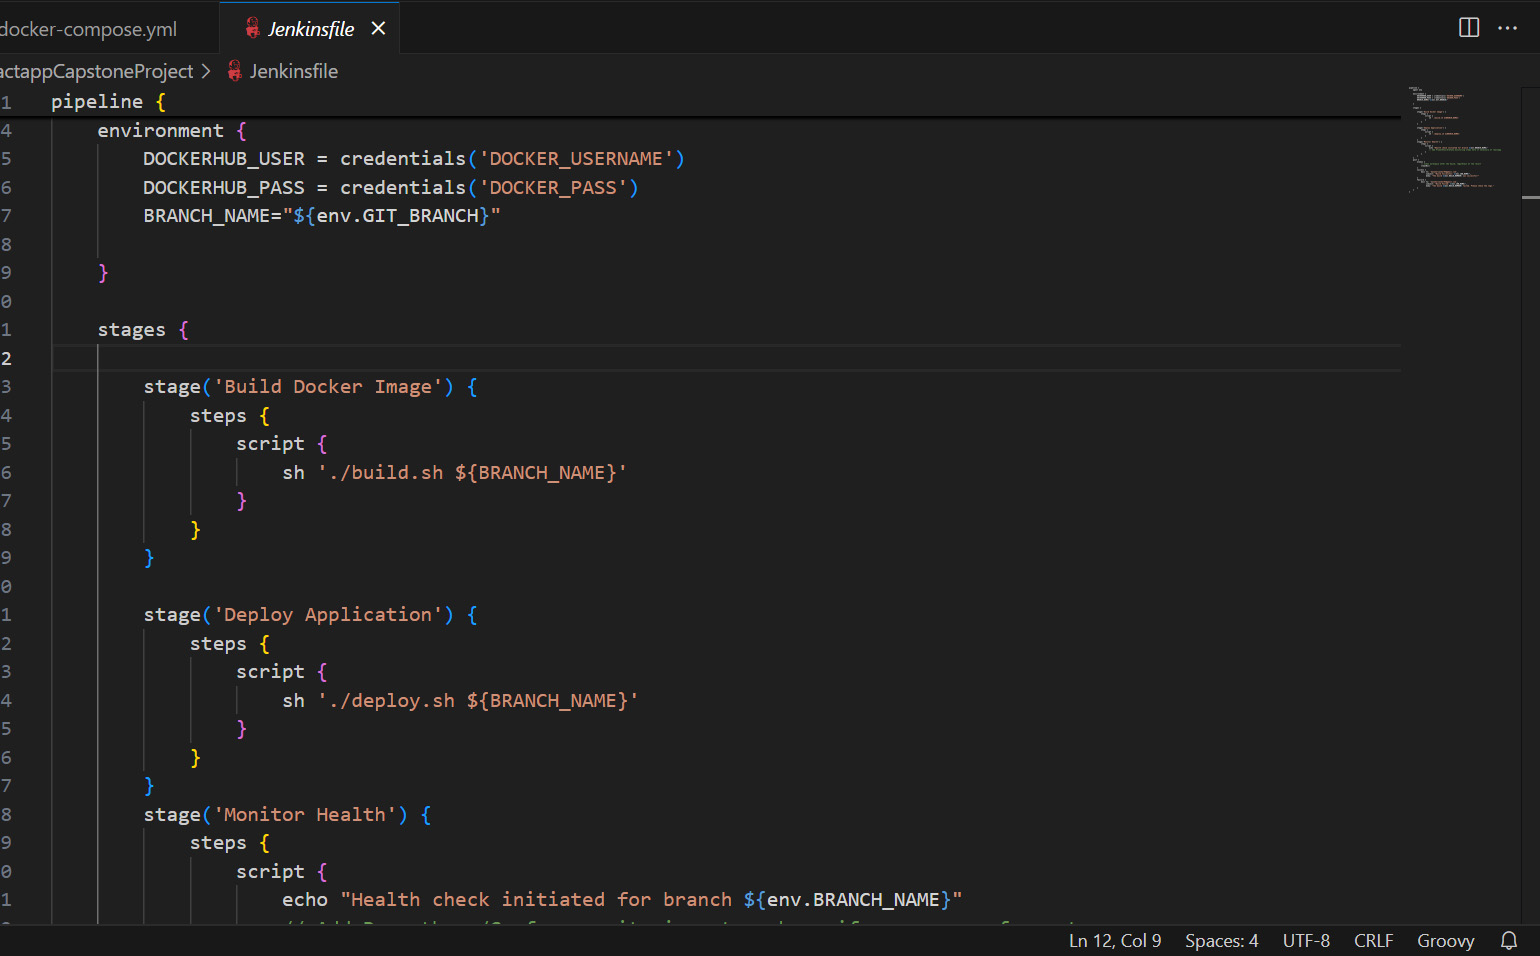 docker-compose.yml
Jenkinsfile
actappCapstoneProject > Jenkinsfile
1 pipeline {
4 environment {
5 DOCKERHUB_USER = credentials('DOCKER_USERNAME')
6 DOCKERHUB_PASS = credentials('DOCKER_PASS')
7 BRANCH_NAME="${env.GIT_BRANCH}"
8
9 }
0
1 stages {
2
3 stage('Build Docker Image') {
4 steps {
5 script {
6 sh './build.sh ${BRANCH_NAME}'
7 }
8 }
9 }
0
1 stage('Deploy Application') {
2 steps {
3 script {
4 sh './deploy.sh ${BRANCH_NAME}'
5 }
6 }
7 }
8 stage('Monitor Health') {
9 steps {
0 script {
1 echo "Health check initiated for branch ${env.BRANCH_NAME}"
Ln 12, Col 9 Spaces: 4 UTF-8 CRLF Groovy